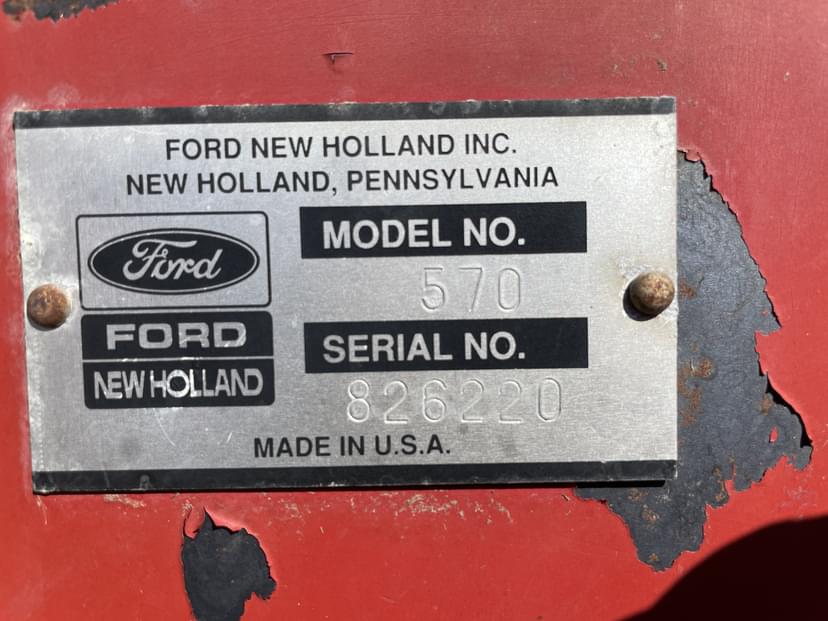 FORD NEW HOLLAND INC.
NEW HOLLAND, PENNSYLVANIA
Ford
FORD
NEW HOLLAND
MODEL NO.
570
SERIAL NO.
826220
MADE IN U.S.A.